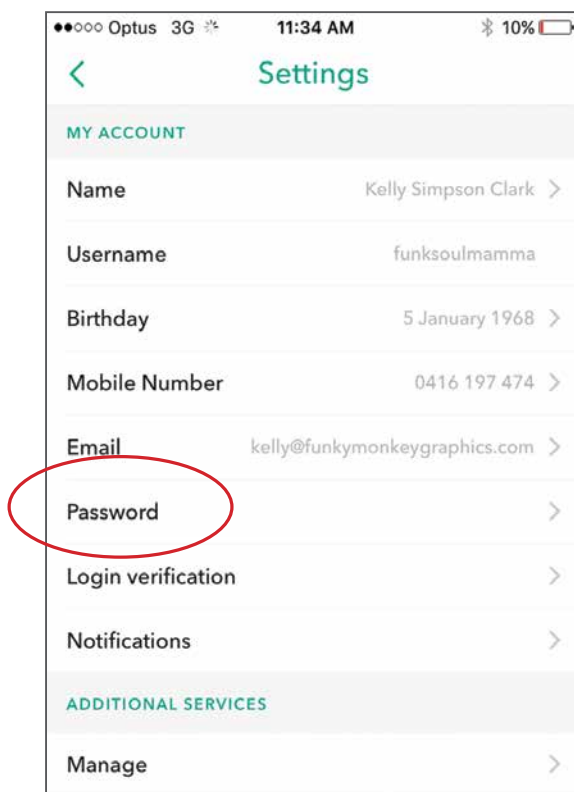 ●●○○○ Optus 3G 11:34 AM 10%
Settings
MY ACCOUNT
Name Kelly Simpson Clark
Username funksoulmamma
Birthday 5 January 1968
Mobile Number 0416 197 474
Email kelly@funkymonkeygraphics.com
Password
Login verification
Notifications
ADDITIONAL SERVICES
Manage